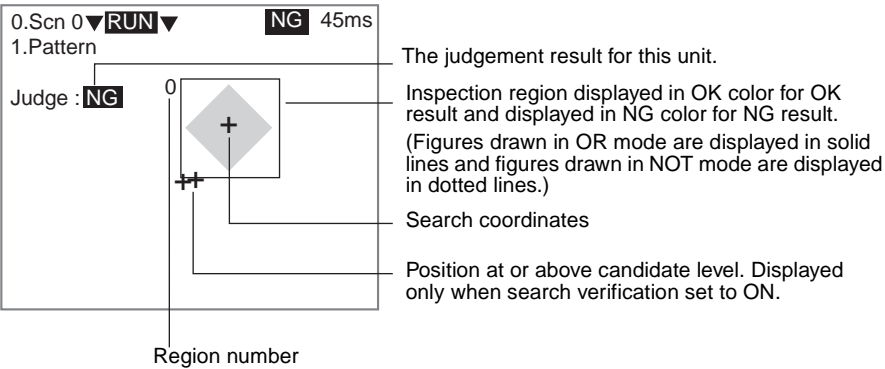 0.Scn 0▼RUN▼ NG 45ms
1.Pattern
Judge : NG
0
The judgement result for this unit.
Inspection region displayed in OK color for OK
result and displayed in NG color for NG result.
(Figures drawn in OR mode are displayed in solid
lines and figures drawn in NOT mode are displayed
in dotted lines.)
Search coordinates
Position at or above candidate level. Displayed
only when search verification set to ON.
Region number